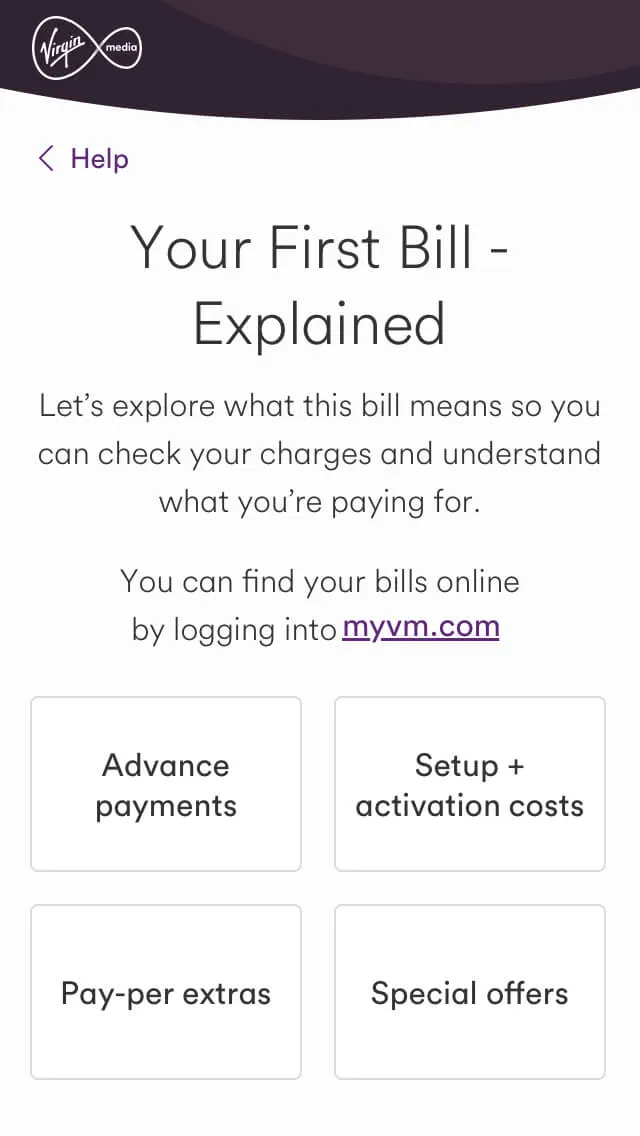 Virgin media
Help
Your First Bill -
Explained
Let’s explore what this bill means so you
can check your charges and understand
what you’re paying for.
You can find your bills online
by logging into myvm.com
Advance
payments
Setup +
activation costs
Pay-per extras
Special offers